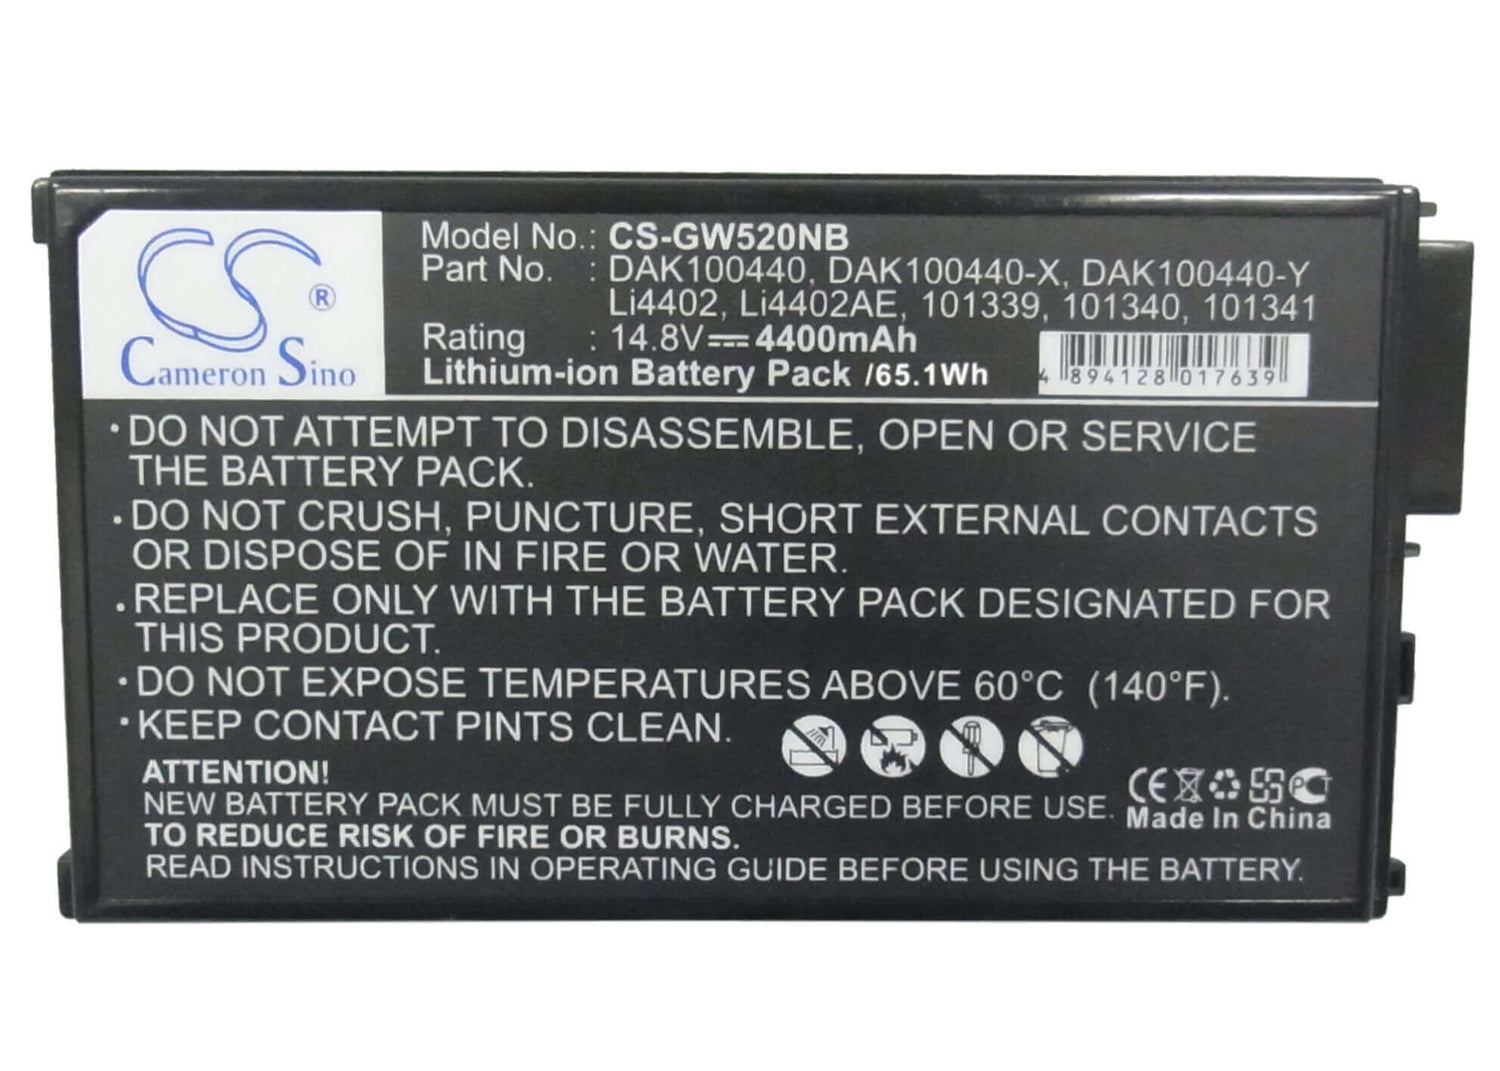 CS ®
Cameron Sino
Model No.: CS-GW520NB
Part No. : DAK100440, DAK100440-X, DAK100440-Y
Li4402, Li4402AE, 101339, 101340, 101341
Rating : 14.8V 4400mAh
Lithium-ion Battery Pack /65.1Wh
4 894128 017639
• DO NOT ATTEMPT TO DISASSEMBLE, OPEN OR SERVICE
THE BATTERY PACK.
• DO NOT CRUSH, PUNCTURE, SHORT EXTERNAL CONTACTS
OR DISPOSE OF IN FIRE OR WATER.
• REPLACE ONLY WITH THE BATTERY PACK DESIGNATED FOR
THIS PRODUCT.
• DO NOT EXPOSE TEMPERATURES ABOVE 60°C (140°F).
• KEEP CONTACT PINTS CLEAN.
ATTENTION!
NEW BATTERY PACK MUST BE FULLY CHARGED BEFORE USE.
TO REDUCE RISK OF FIRE OR BURNS.
READ INSTRUCTIONS IN OPERATING GUIDE BEFORE USING THE BATTERY.
CE PCT
Made In China